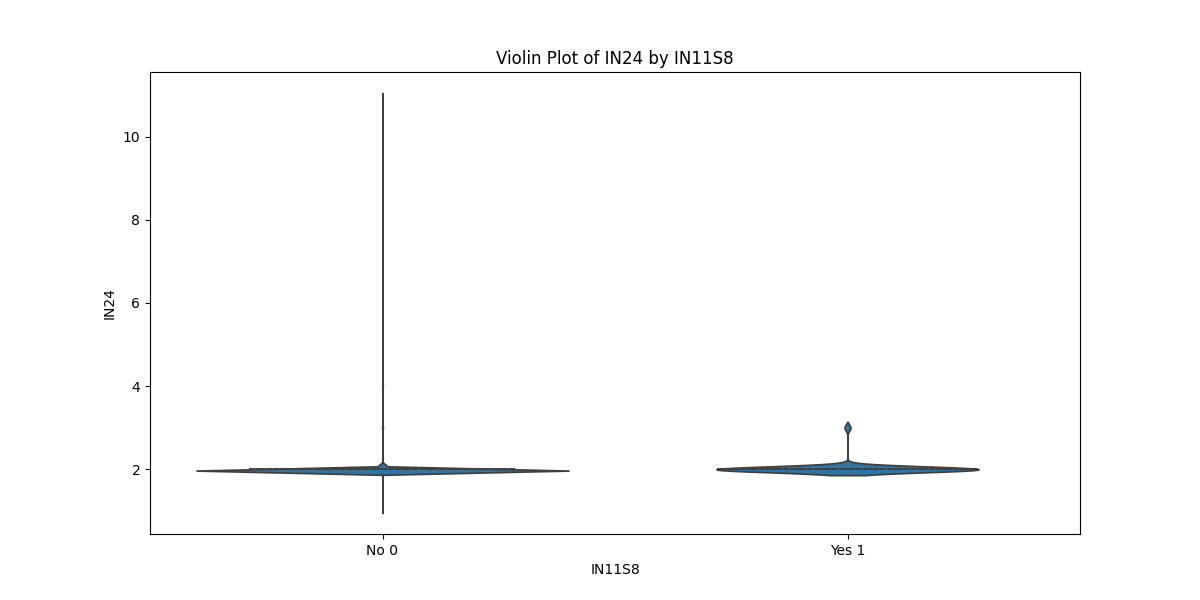 Violin Plot of IN24 by IN11S8
10
8
6
4
2
IN24
No 0
Yes 1
IN11S8